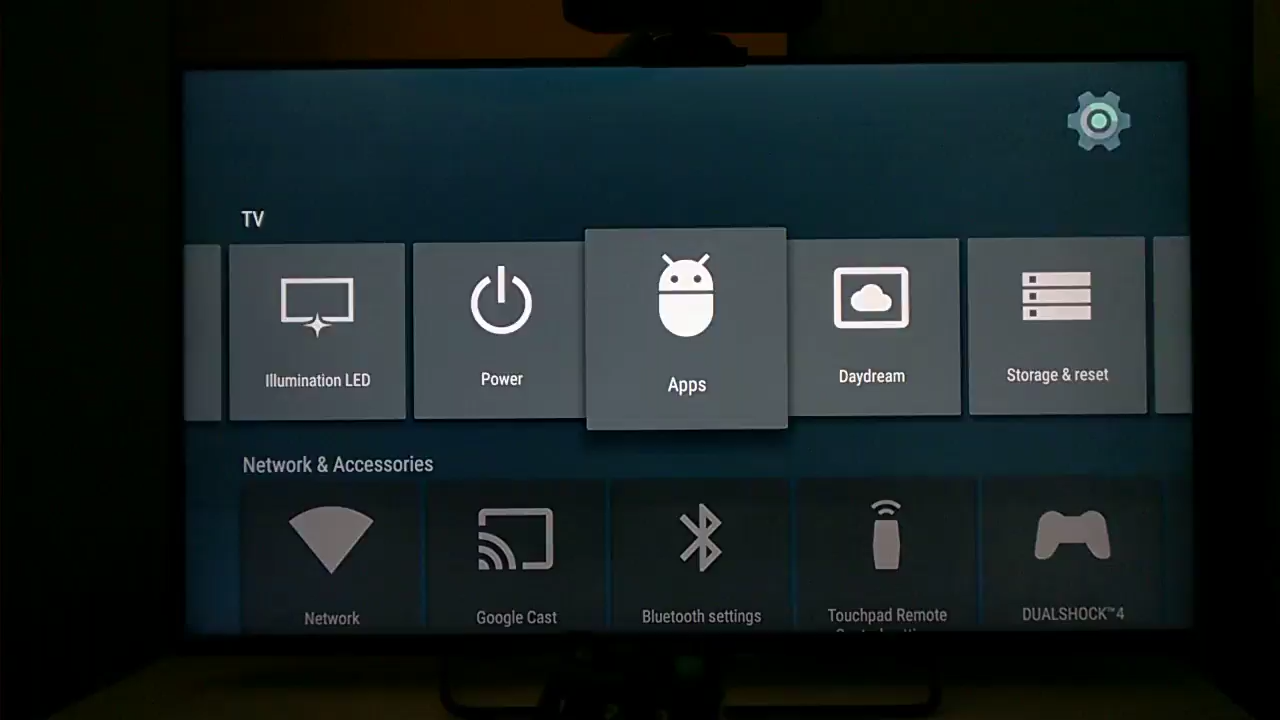 TV
Illumination LED
Power
Apps
Daydream
Storage & reset
Network & Accessories
Network
Google Cast
Bluetooth settings
Touchpad Remote
DUALSHOCK™4